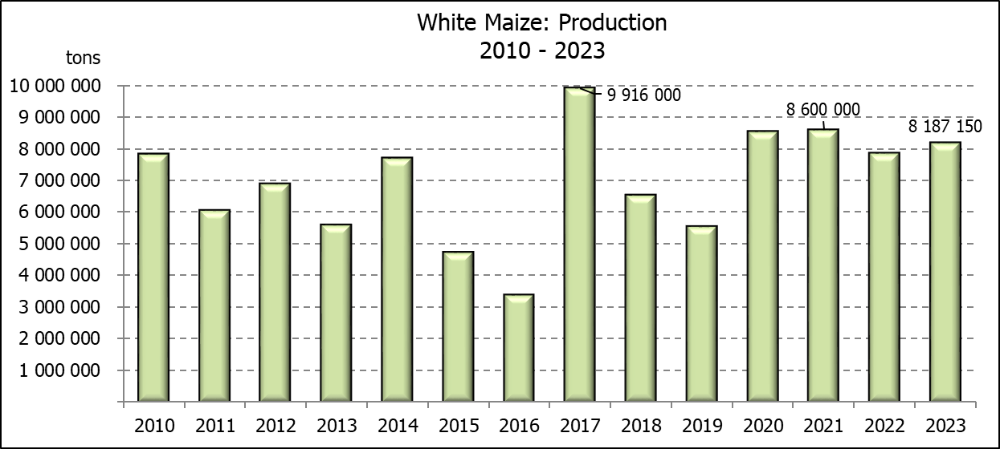 White Maize: Production
2010 - 2023
tons
10 000 000
9 916 000
8 600 000
9 000 000
8 187 150
8 000 000
7 000 000
6 000 000
5 000 000
4 000 000
3 000 000
2 000 000
1 000 000
2010 2011 2012 2013 2014 2015 2016 2017 2018 2019 2020 2021 2022 2023